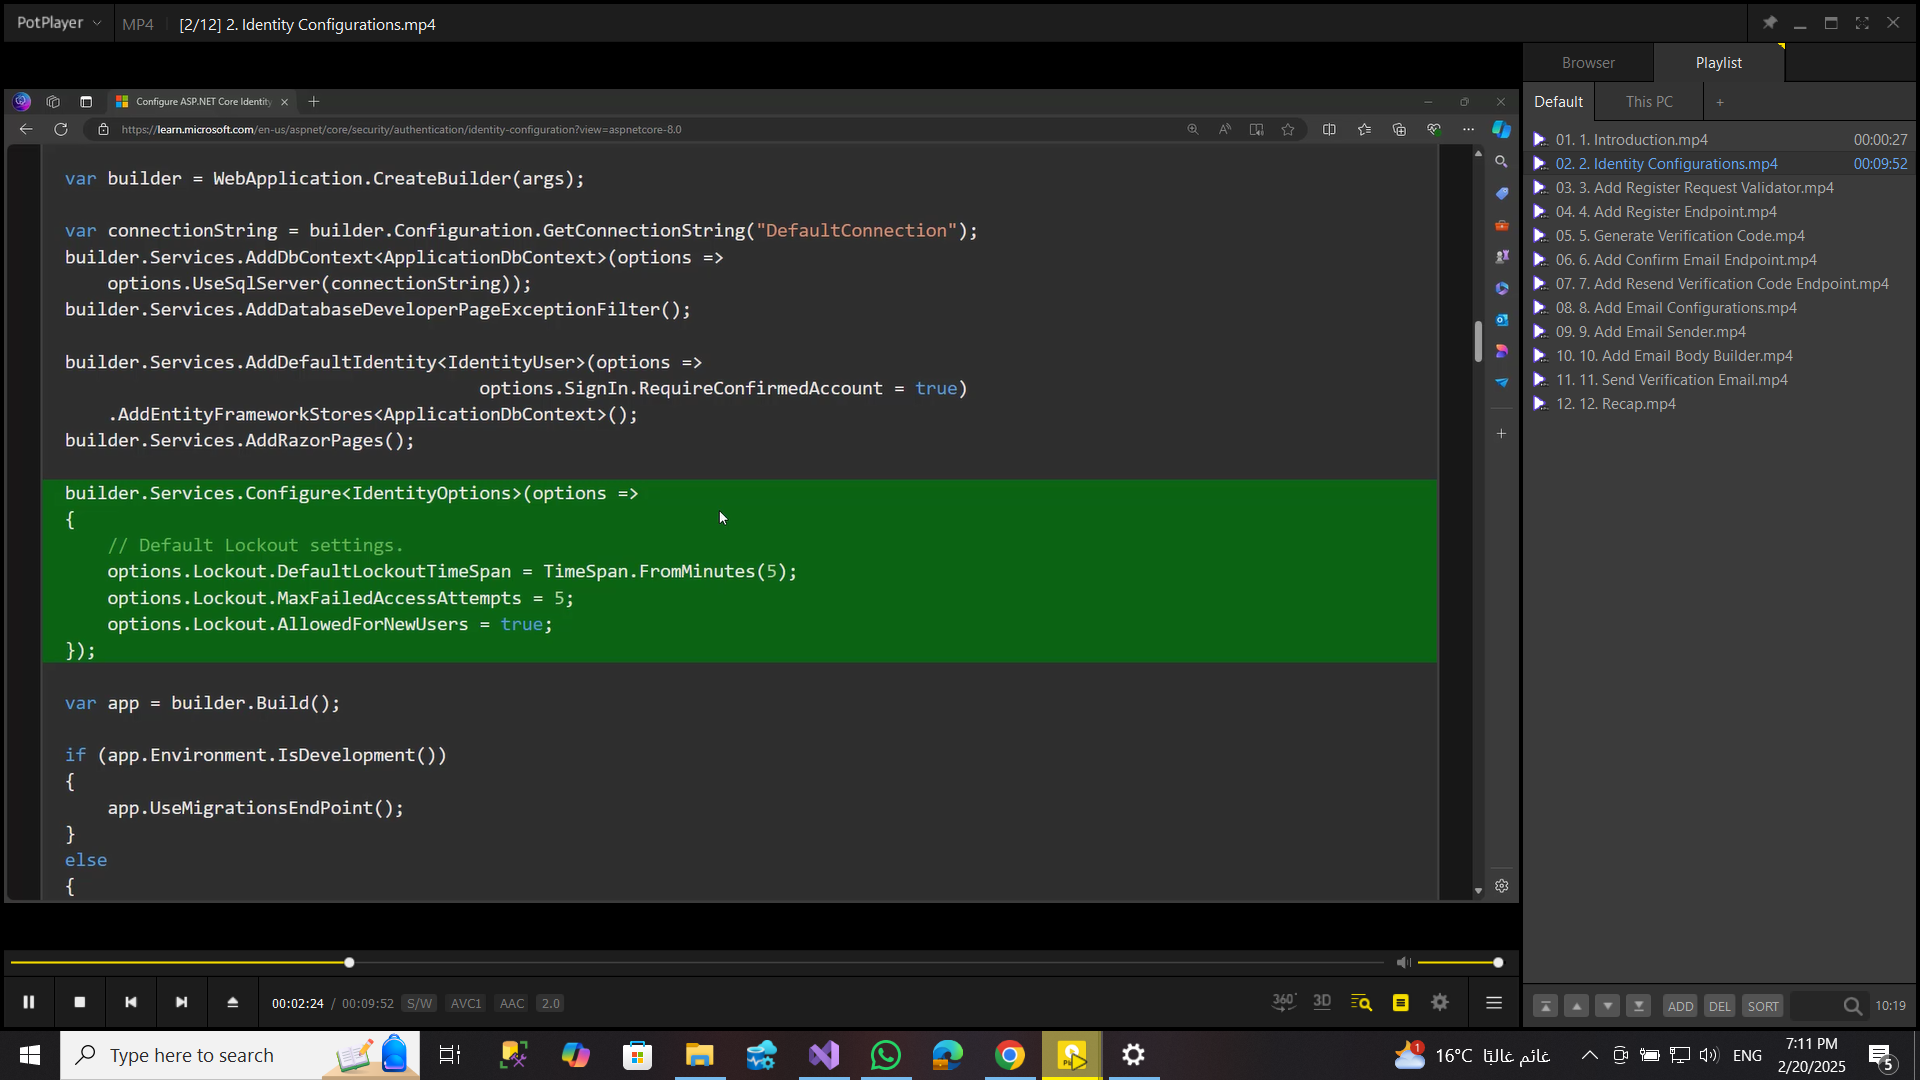 PotPlayer
MP4
[2/12] 2. Identity Configurations.mp4
Browser
Playlist
Default
This PC
+
Configure ASP.NET Core Identity
https://learn.microsoft.com/en-us/aspnet/core/security/authentication/identity-configuration?view=aspnetcore-8.0
var builder = WebApplication.CreateBuilder(args);
var connectionString = builder.Configuration.GetConnectionString("DefaultConnection");
builder.Services.AddDbContext<ApplicationDbContext>(options =>
options.UseSqlServer(connectionString));
builder.Services.AddDatabaseDeveloperPageExceptionFilter();
builder.Services.AddDefaultIdentity<IdentityUser>(options =>
options.SignIn.RequireConfirmedAccount = true)
.AddEntityFrameworkStores<ApplicationDbContext>();
builder.Services.AddRazorPages();
builder.Services.Configure<IdentityOptions>(options =>
{
// Default Lockout settings.
options.Lockout.DefaultLockoutTimeSpan = TimeSpan.FromMinutes(5);
options.Lockout.MaxFailedAccessAttempts = 5;
options.Lockout.AllowedForNewUsers = true;
});
var app = builder.Build();
if (app.Environment.IsDevelopment())
{
app.UseMigrationsEndPoint();
}
else
{
01. 1. Introduction.mp4 00:00:27
02. 2. Identity Configurations.mp4 00:09:52
03. 3. Add Register Request Validator.mp4
04. 4. Add Register Endpoint.mp4
05. 5. Generate Verification Code.mp4
06. 6. Add Confirm Email Endpoint.mp4
07. 7. Add Resend Verification Code Endpoint.mp4
08. 8. Add Email Configurations.mp4
09. 9. Add Email Sender.mp4
10. 10. Add Email Body Builder.mp4
11. 11. Send Verification Email.mp4
12. 12. Recap.mp4
00:02:24 / 00:09:52 S/W AVC1 AAC 2.0
360° 3D
ADD DEL SORT 10:19
Type here to search
1
16°C غائم غالبًا
ENG
7:11 PM
2/20/2025
5